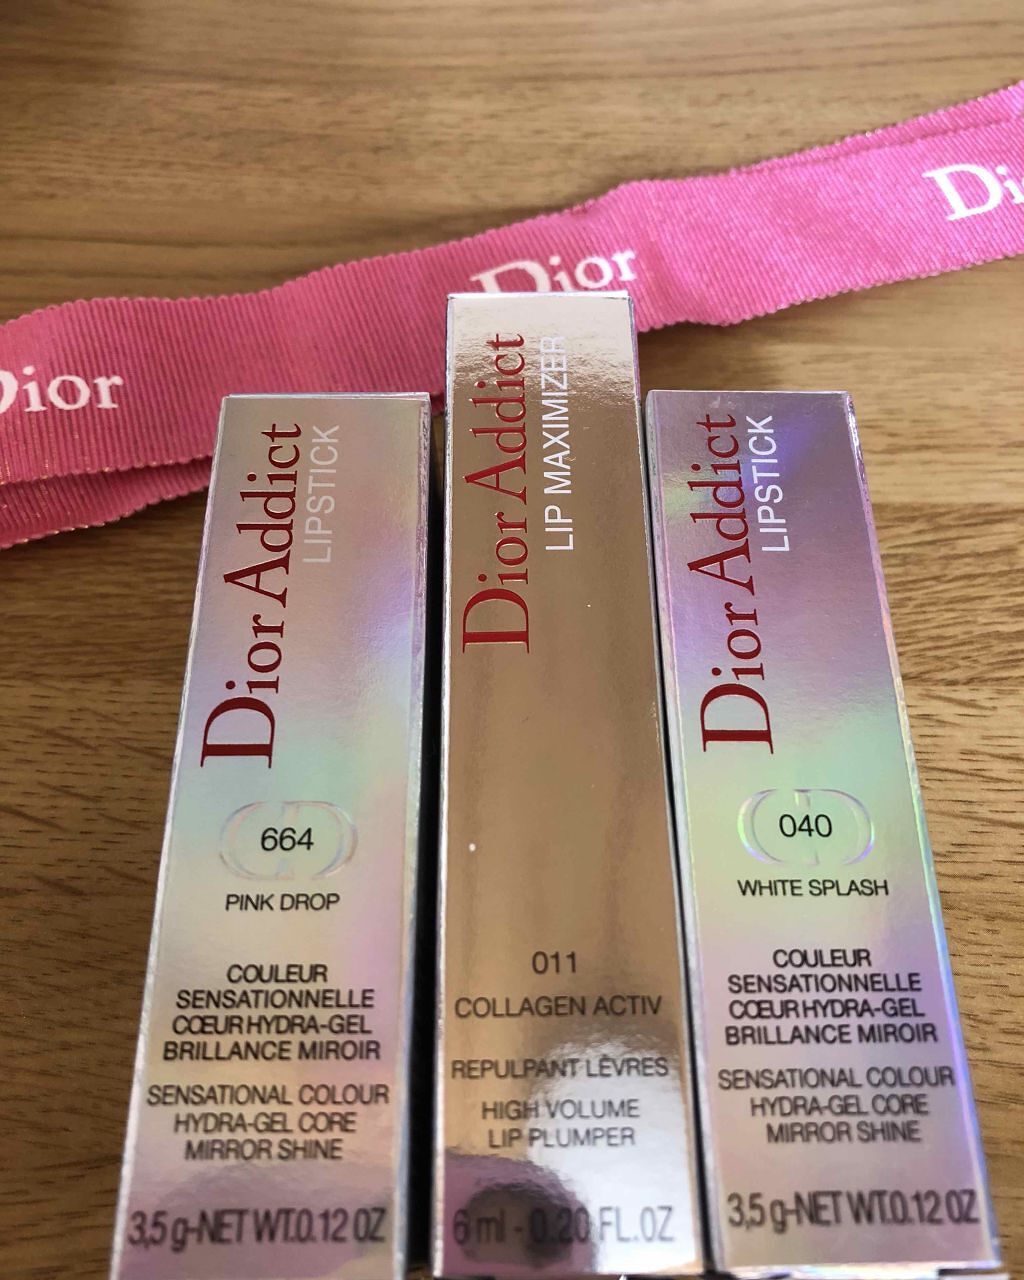 Dior
Dior
Dior Addict
LIPSTICK
664
PINK DROP
COULEUR
SENSATIONNELLE
CŒUR HYDRA-GEL
BRILLANCE MIROIR
SENSATIONAL COLOUR
HYDRA-GEL CORE
MIRROR SHINE
3,5 g-NET WT.0.12 OZ
Dior Addict
LIP MAXIMIZER
011
COLLAGEN ACTIV
REPULPANT LÈVRES
HIGH VOLUME
LIP PLUMPER
6 ml - 0.20 FL.OZ
Dior Addict
LIPSTICK
040
WHITE SPLASH
COULEUR
SENSATIONNELLE
CŒUR HYDRA-GEL
BRILLANCE MIROIR
SENSATIONAL COLOUR
HYDRA-GEL CORE
MIRROR SHINE
3,5 g-NET WT.0.12 OZ